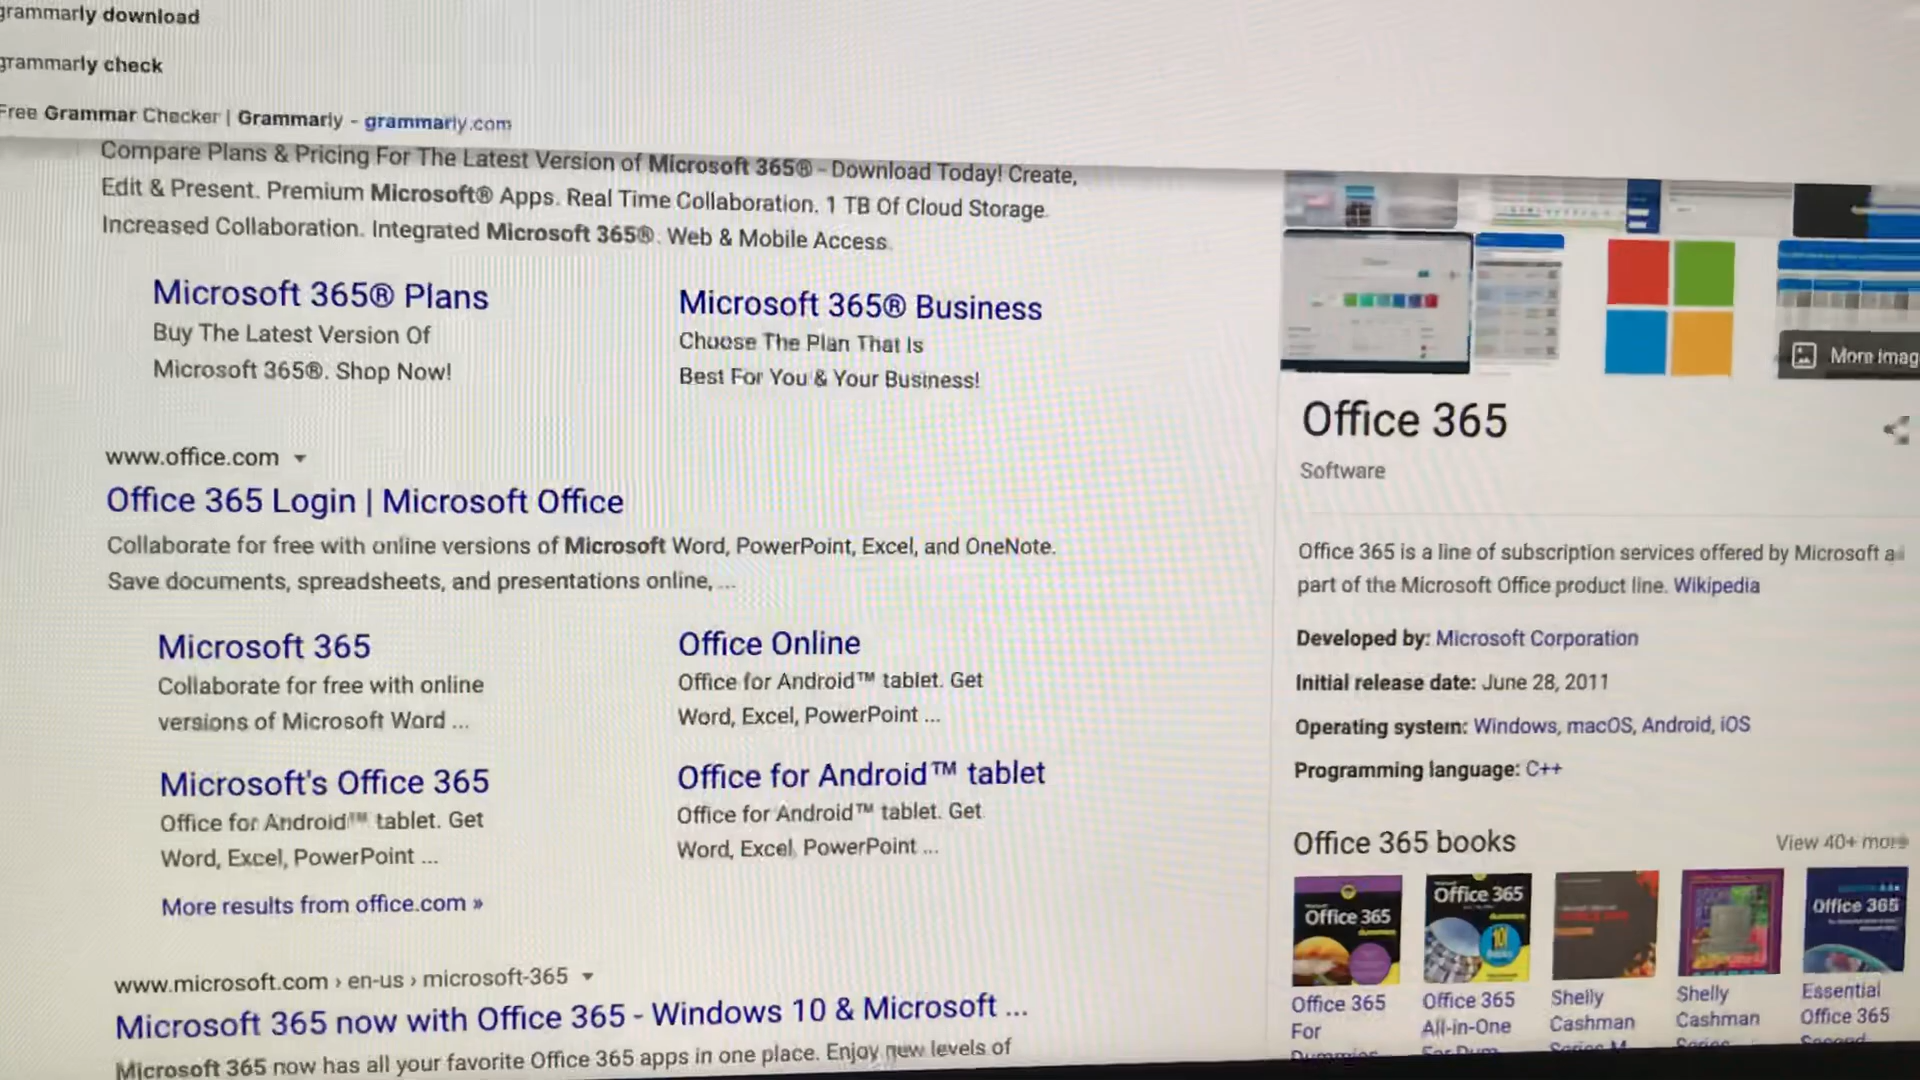 grammarly download
grammarly check
Free Grammar Checker | Grammarly - grammarly.com
Compare Plans & Pricing For The Latest Version of Microsoft 365® - Download Today! Create,
Edit & Present. Premium Microsoft® Apps. Real Time Collaboration. 1 TB Of Cloud Storage.
Increased Collaboration. Integrated Microsoft 365®. Web & Mobile Access.
Microsoft 365® Plans
Buy The Latest Version Of
Microsoft 365®. Shop Now!
Microsoft 365® Business
Choose The Plan That Is
Best For You & Your Business!
www.office.com
Office 365 Login | Microsoft Office
Collaborate for free with online versions of Microsoft Word, PowerPoint, Excel, and OneNote.
Save documents, spreadsheets, and presentations online, ...
Microsoft 365
Collaborate for free with online
versions of Microsoft Word ...
Office Online
Office for Android™ tablet. Get
Word, Excel, PowerPoint ...
Microsoft's Office 365
Office for Android™ tablet. Get
Word, Excel, PowerPoint ...
Office for Android™ tablet
Office for Android™ tablet. Get
Word, Excel, PowerPoint ...
More results from office.com »
www.microsoft.com › en-us › microsoft-365
Microsoft 365 now with Office 365 - Windows 10 & Microsoft ...
Microsoft 365 now has all your favorite Office 365 apps in one place. Enjoy new levels of
More imag
Office 365
Software
Office 365 is a line of subscription services offered by Microsoft a
part of the Microsoft Office product line. Wikipedia
Developed by: Microsoft Corporation
Initial release date: June 28, 2011
Operating system: Windows, macOS, Android, iOS
Programming language: C++
Office 365 books
View 40+ more
Office 365
dummies
Office 365
dummies
Office 365
Office 365
For
Dummies
Office 365
All-in-One
For Dum
Shelly
Cashman
Series M
Shelly
Cashman
Series
Essential
Office 365
Second